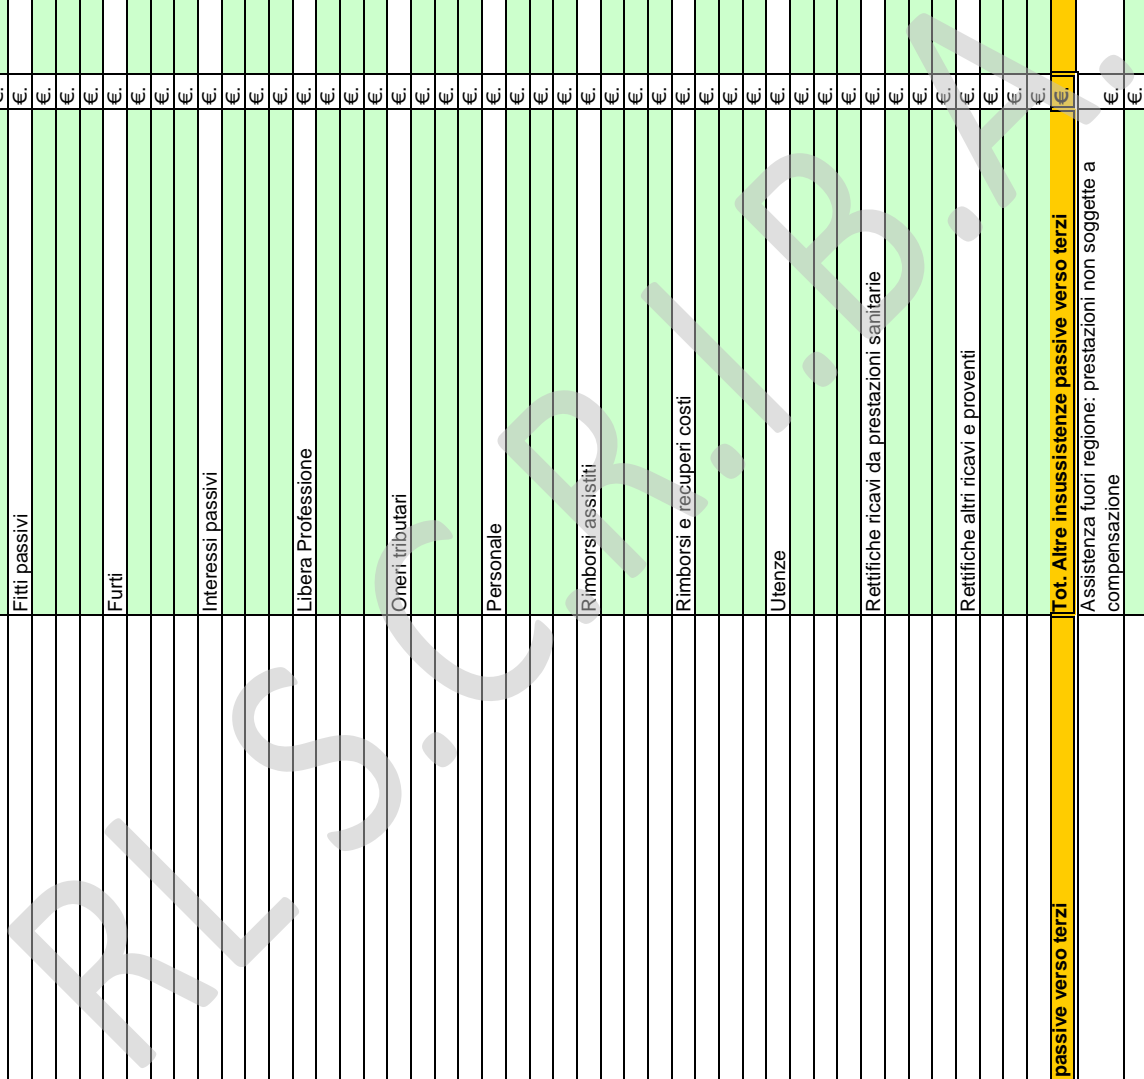 €.
Fitti passivi €.
€.
€.
€.
Furti €.
€.
€.
€.
Interessi passivi €.
€.
€.
€.
Libera Professione €.
€.
€.
€.
Oneri tributari €.
€.
€.
€.
Personale €.
€.
€.
€.
Rimborsi assistiti €.
€.
€.
€.
Rimborsi e recuperi costi €.
€.
€.
€.
Utenze €.
€.
€.
€.
Rettifiche ricavi da prestazioni sanitarie €.
€.
€.
€.
Rettifiche altri ricavi e proventi €.
€.
€.
€.
passive verso terzi Tot. Altre insussistenze passive verso terzi €.
Assistenza fuori regione: prestazioni non soggette a
compensazione €.
€.
RL S.C.R.I.B.A.